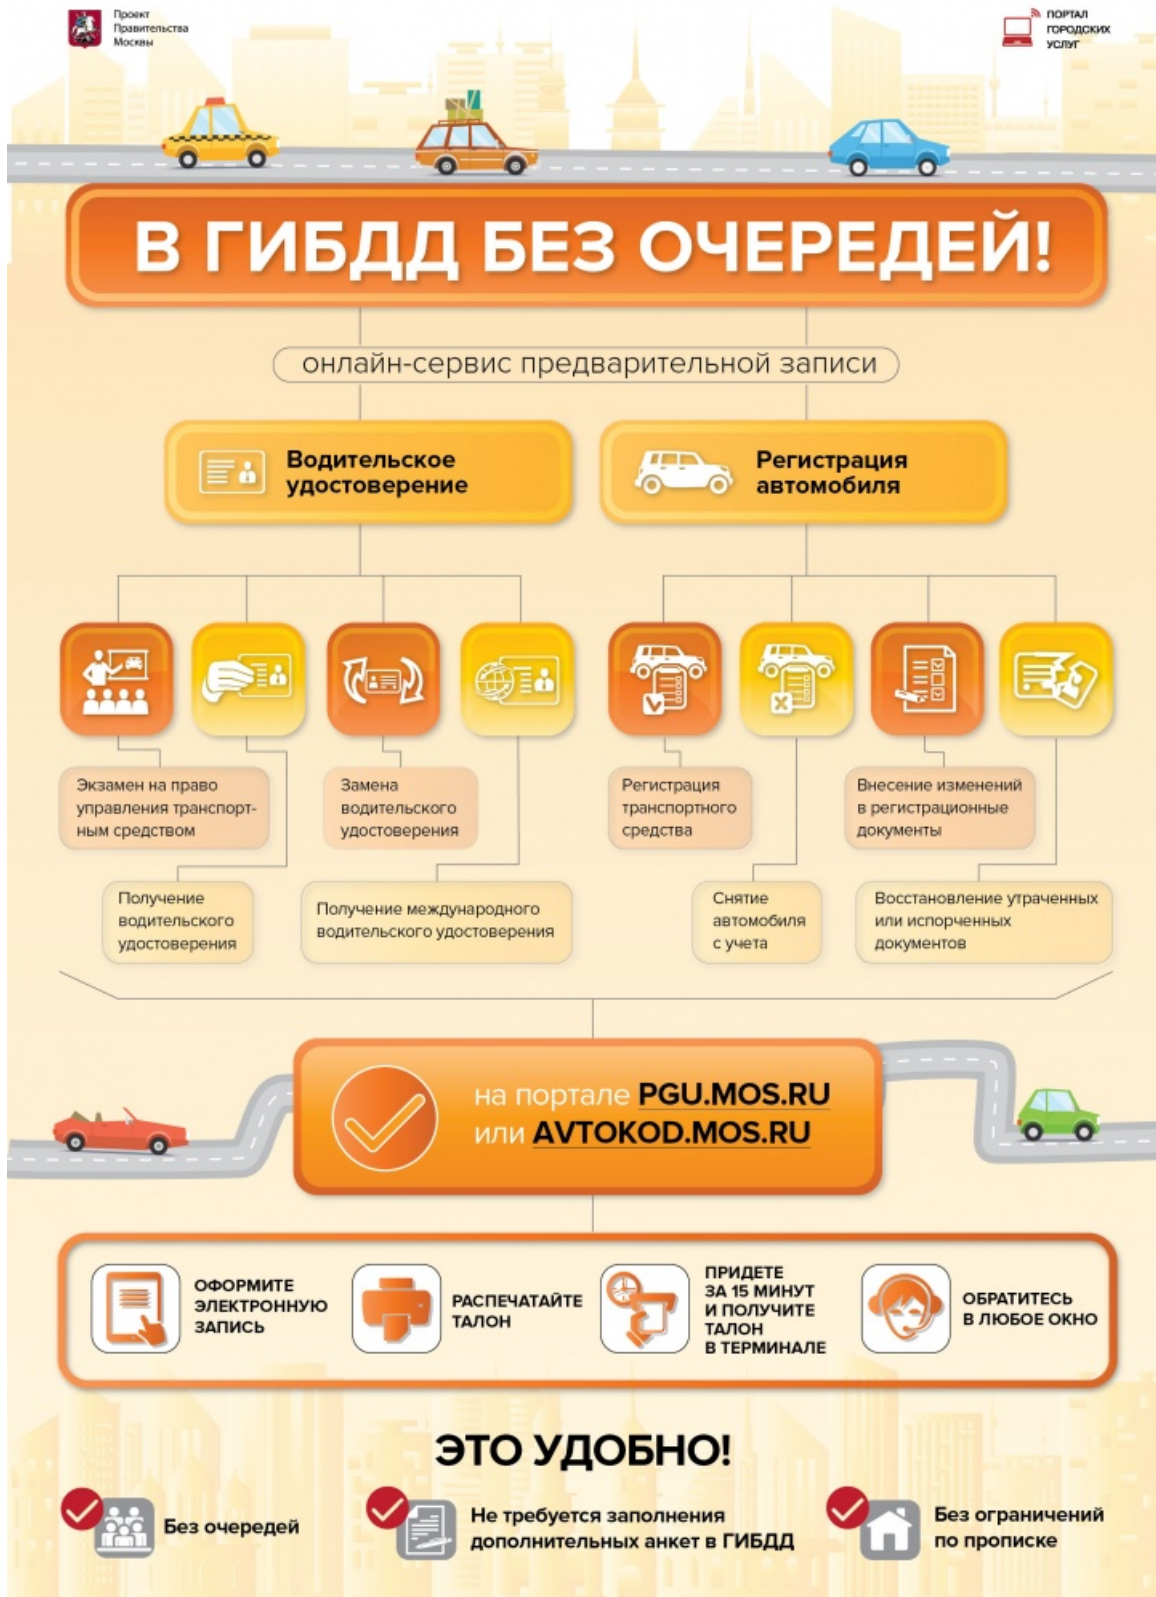 Проект
Правительства
Москвы
ПОРТАЛ
ГОРОДСКИХ
УСЛУГ
В ГИБДД БЕЗ ОЧЕРЕДЕЙ!
онлайн-сервис предварительной записи
Водительское
удостоверение
Регистрация
автомобиля
Экзамен на право
управления транспорт-
ным средством
Замена
водительского
удостоверения
Регистрация
транспортного
средства
Внесение изменений
в регистрационные
документы
Получение
водительского
удостоверения
Получение международного
водительского удостоверения
Снятие
автомобиля
с учета
Восстановление утраченных
или испорченных
документов
на портале PGU.MOS.RU
или AVTOKOD.MOS.RU
ОФОРМИТЕ
ЭЛЕКТРОННУЮ
ЗАПИСЬ
РАСПЕЧАТАЙТЕ
ТАЛОН
ПРИДЕТЕ
ЗА 15 МИНУТ
И ПОЛУЧИТЕ
ТАЛОН
В ТЕРМИНАЛЕ
ОБРАТИТЕСЬ
В ЛЮБОЕ ОКНО
ЭТО УДОБНО!
Без очередей
Не требуется заполнения
дополнительных анкет в ГИБДД
Без ограничений
по прописке